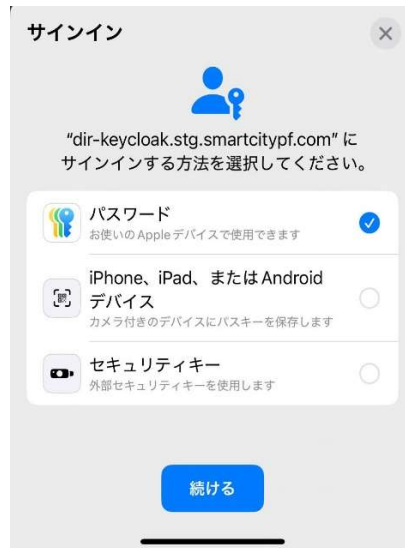 サインイン
“dir-keycloak.stg.smartcitypf.com” に
サインインする方法を選択してください。
パスワード
お使いのAppleデバイスで使用できます
iPhone、iPad、またはAndroid
デバイス
カメラ付きのデバイスにパスキーを保存します
セキュリティキー
外部セキュリティキーを使用します
続ける